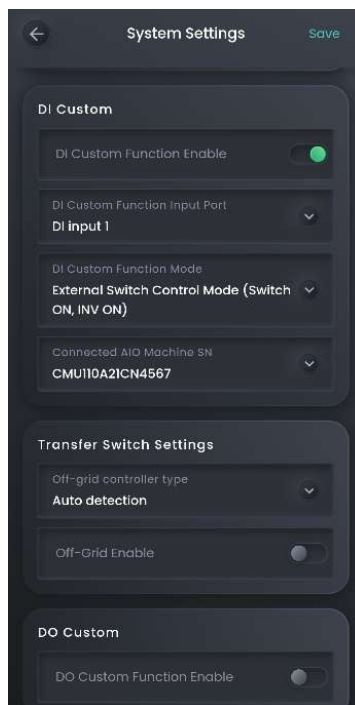 System Settings Save
DI Custom
DI Custom Function Enable
DI Custom Function Input Port
DI input 1
DI Custom Function Mode
External Switch Control Mode (Switch
ON, INV ON)
Connected AIO Machine SN
CMU110A21CN4567
Transfer Switch Settings
Off-grid controller type
Auto detection
Off-Grid Enable
DO Custom
DO Custom Function Enable